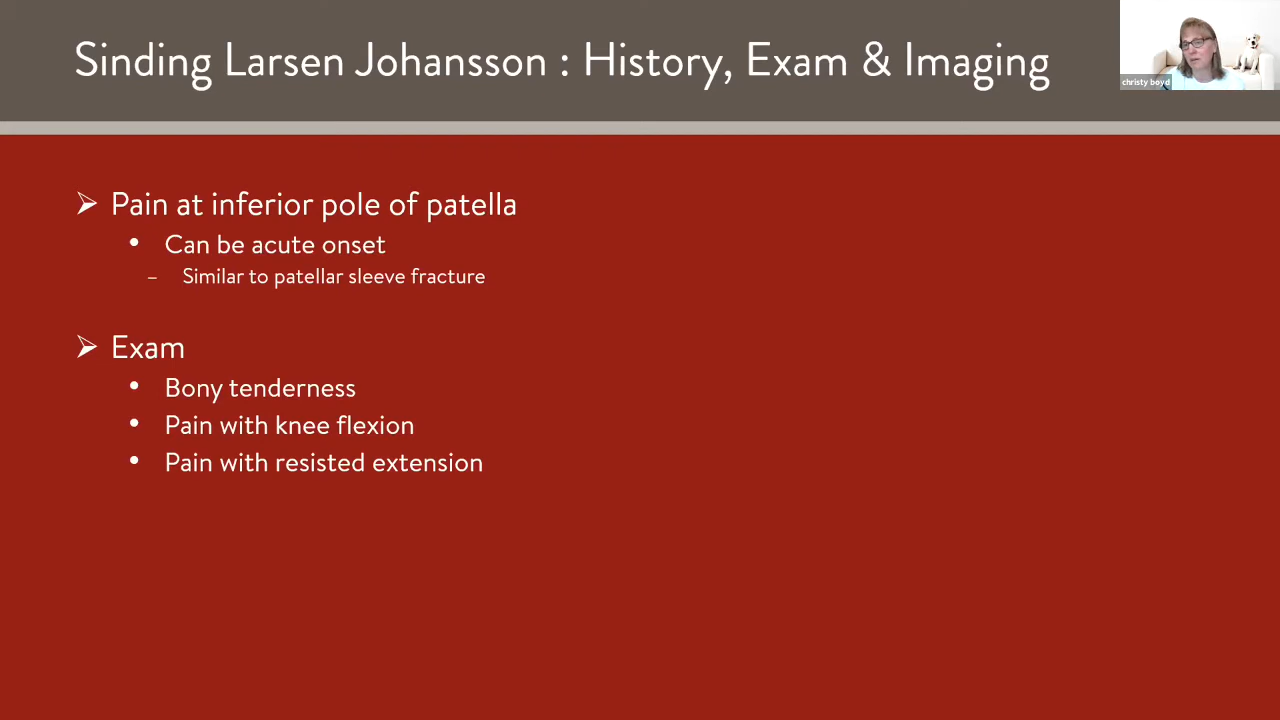 Sinding Larsen Johansson : History, Exam & Imaging
christy boyd
➢ Pain at inferior pole of patella
• Can be acute onset
– Similar to patellar sleeve fracture
➢ Exam
• Bony tenderness
• Pain with knee flexion
• Pain with resisted extension